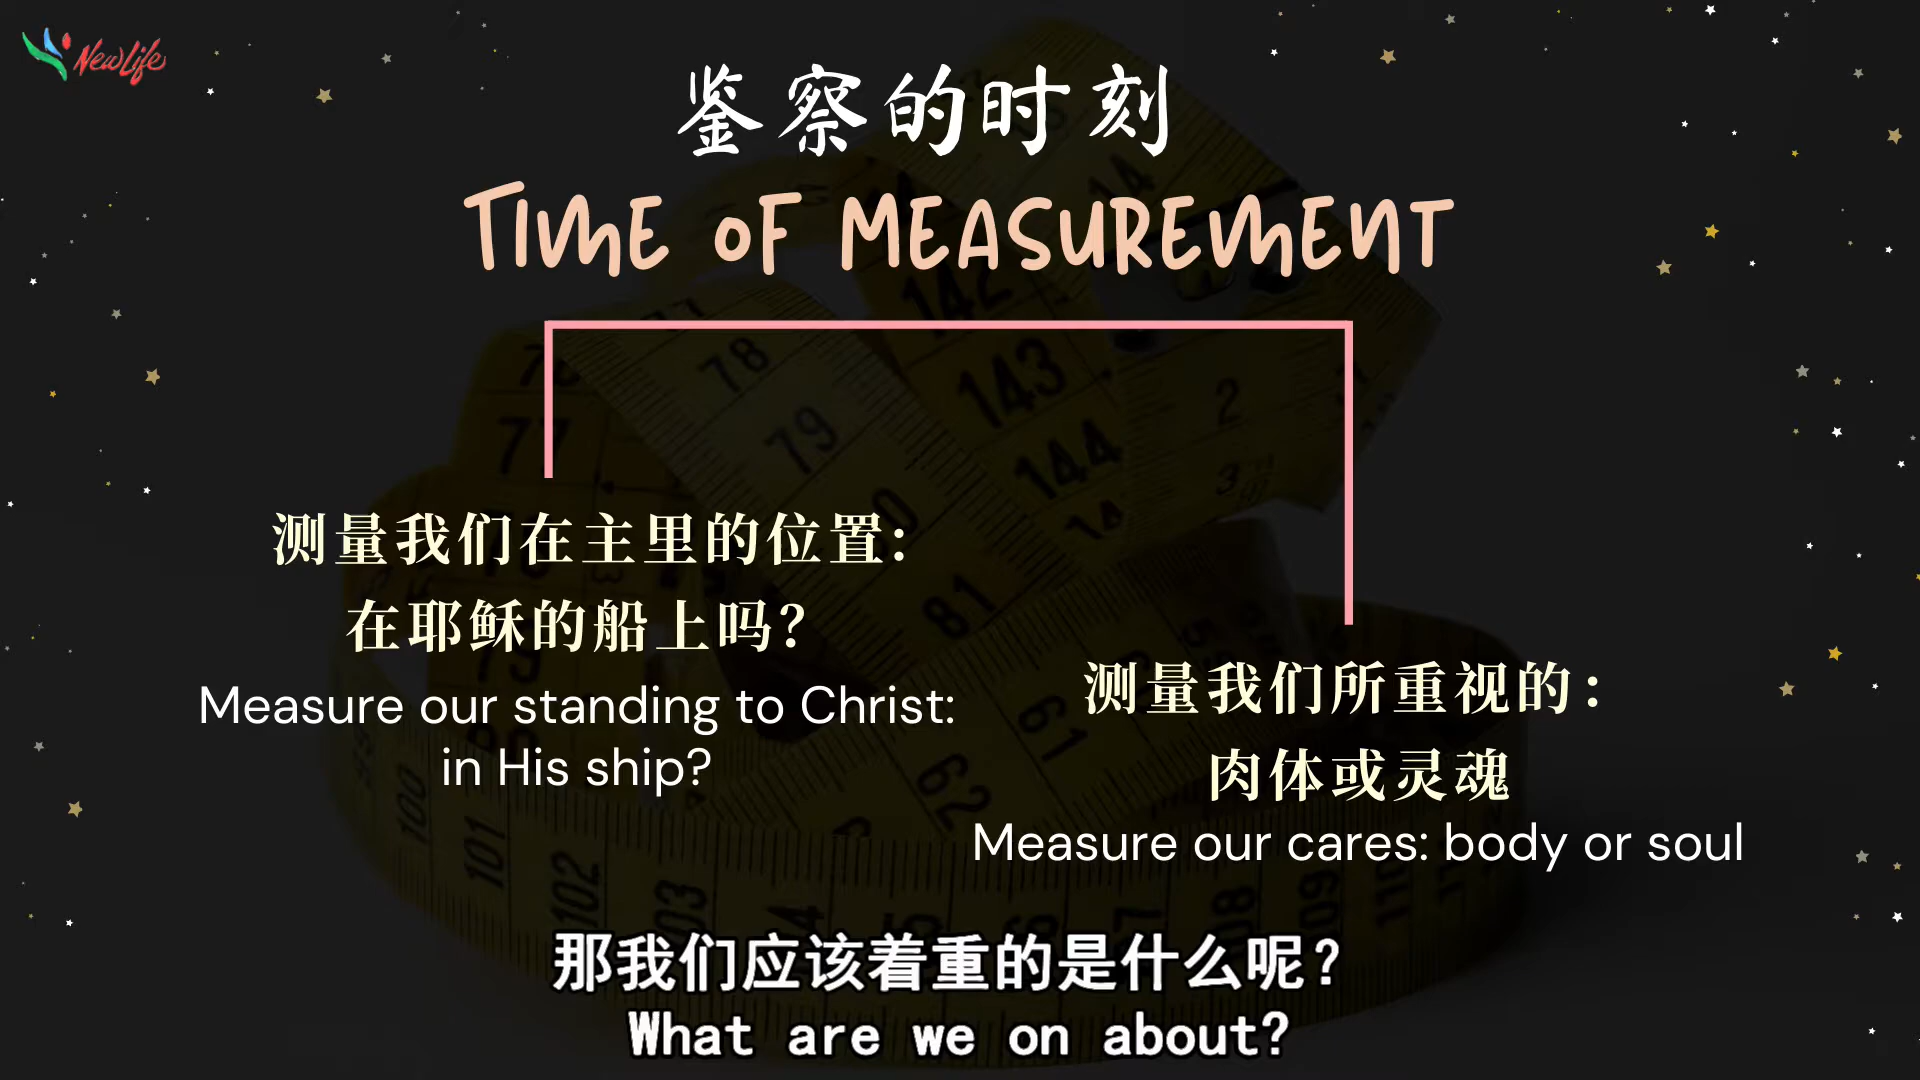 NewLife
鉴察的时刻
TIME OF MEASUREMENT
测量我们在主里的位置:
在耶稣的船上吗?
Measure our standing to Christ:
in His ship?
测量我们所重视的:
肉体或灵魂
Measure our cares: body or soul
那我们应该着重的是什么呢?
What are we on about?